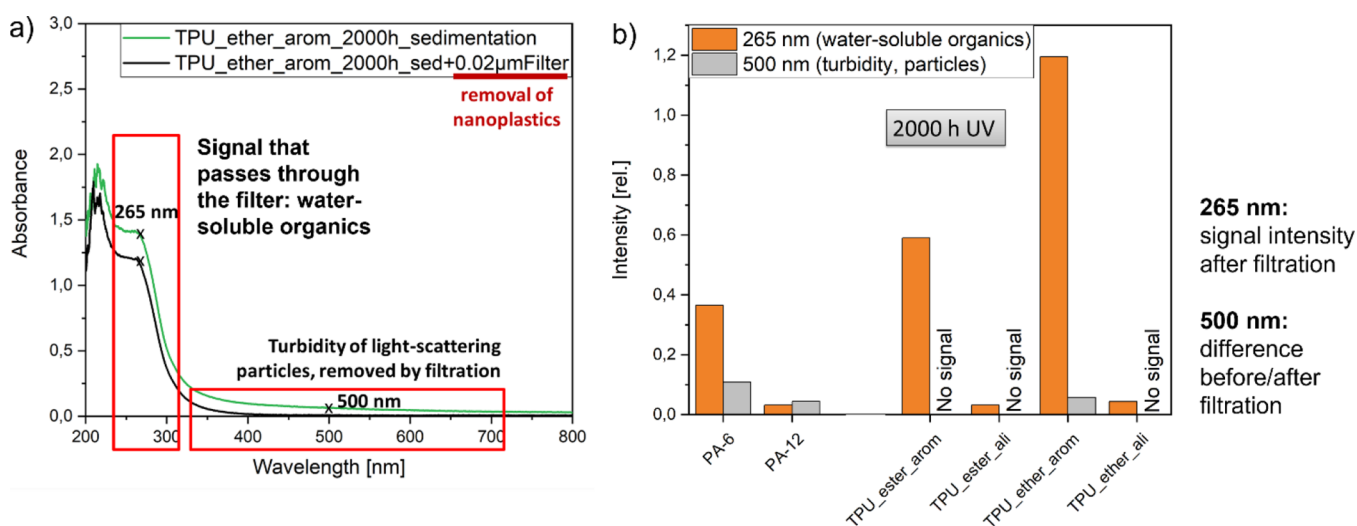 a)
3,0
2,5
2,0
1,5
1,0
0,5
0,0
Absorbance
TPU_ether_arom_2000h_sedimentation
TPU_ether_arom_2000h_sed+0.02µmFilter
removal of
nanoplastics
Signal that
passes through
the filter: water-
soluble organics
265 nm
Turbidity of light-scattering
particles, removed by filtration
500 nm
200 300 400 500 600 700 800
Wavelength [nm]
b)
1,2
1,0
0,8
0,6
0,4
0,2
0,0
Intensity [rel.]
265 nm (water-soluble organics)
500 nm (turbidity, particles)
2000 h UV
No signal
No signal
No signal
PA-6
PA-12
TPU_ester_arom
TPU_ester_ali
TPU_ether_arom
TPU_ether_ali
265 nm:
signal intensity
after filtration
500 nm:
difference
before/after
filtration